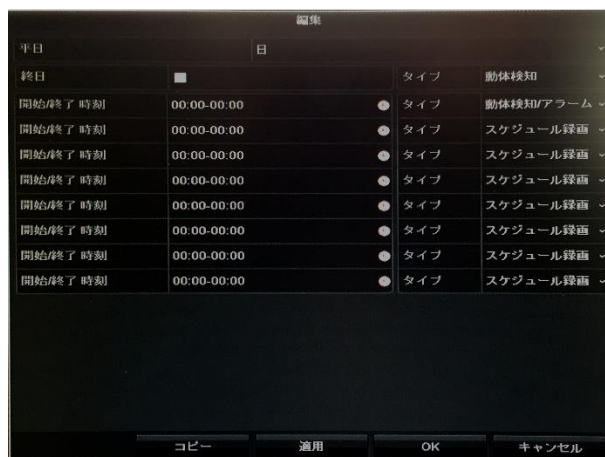 編集
平日 日
終日 タイプ 動体検知
開始/終了 時刻 00:00-00:00 タイプ 動体検知/アラーム
開始/終了 時刻 00:00-00:00 タイプ スケジュール録画
開始/終了 時刻 00:00-00:00 タイプ スケジュール録画
開始/終了 時刻 00:00-00:00 タイプ スケジュール録画
開始/終了 時刻 00:00-00:00 タイプ スケジュール録画
開始/終了 時刻 00:00-00:00 タイプ スケジュール録画
開始/終了 時刻 00:00-00:00 タイプ スケジュール録画
開始/終了 時刻 00:00-00:00 タイプ スケジュール録画
コピー 適用 OK キャンセル